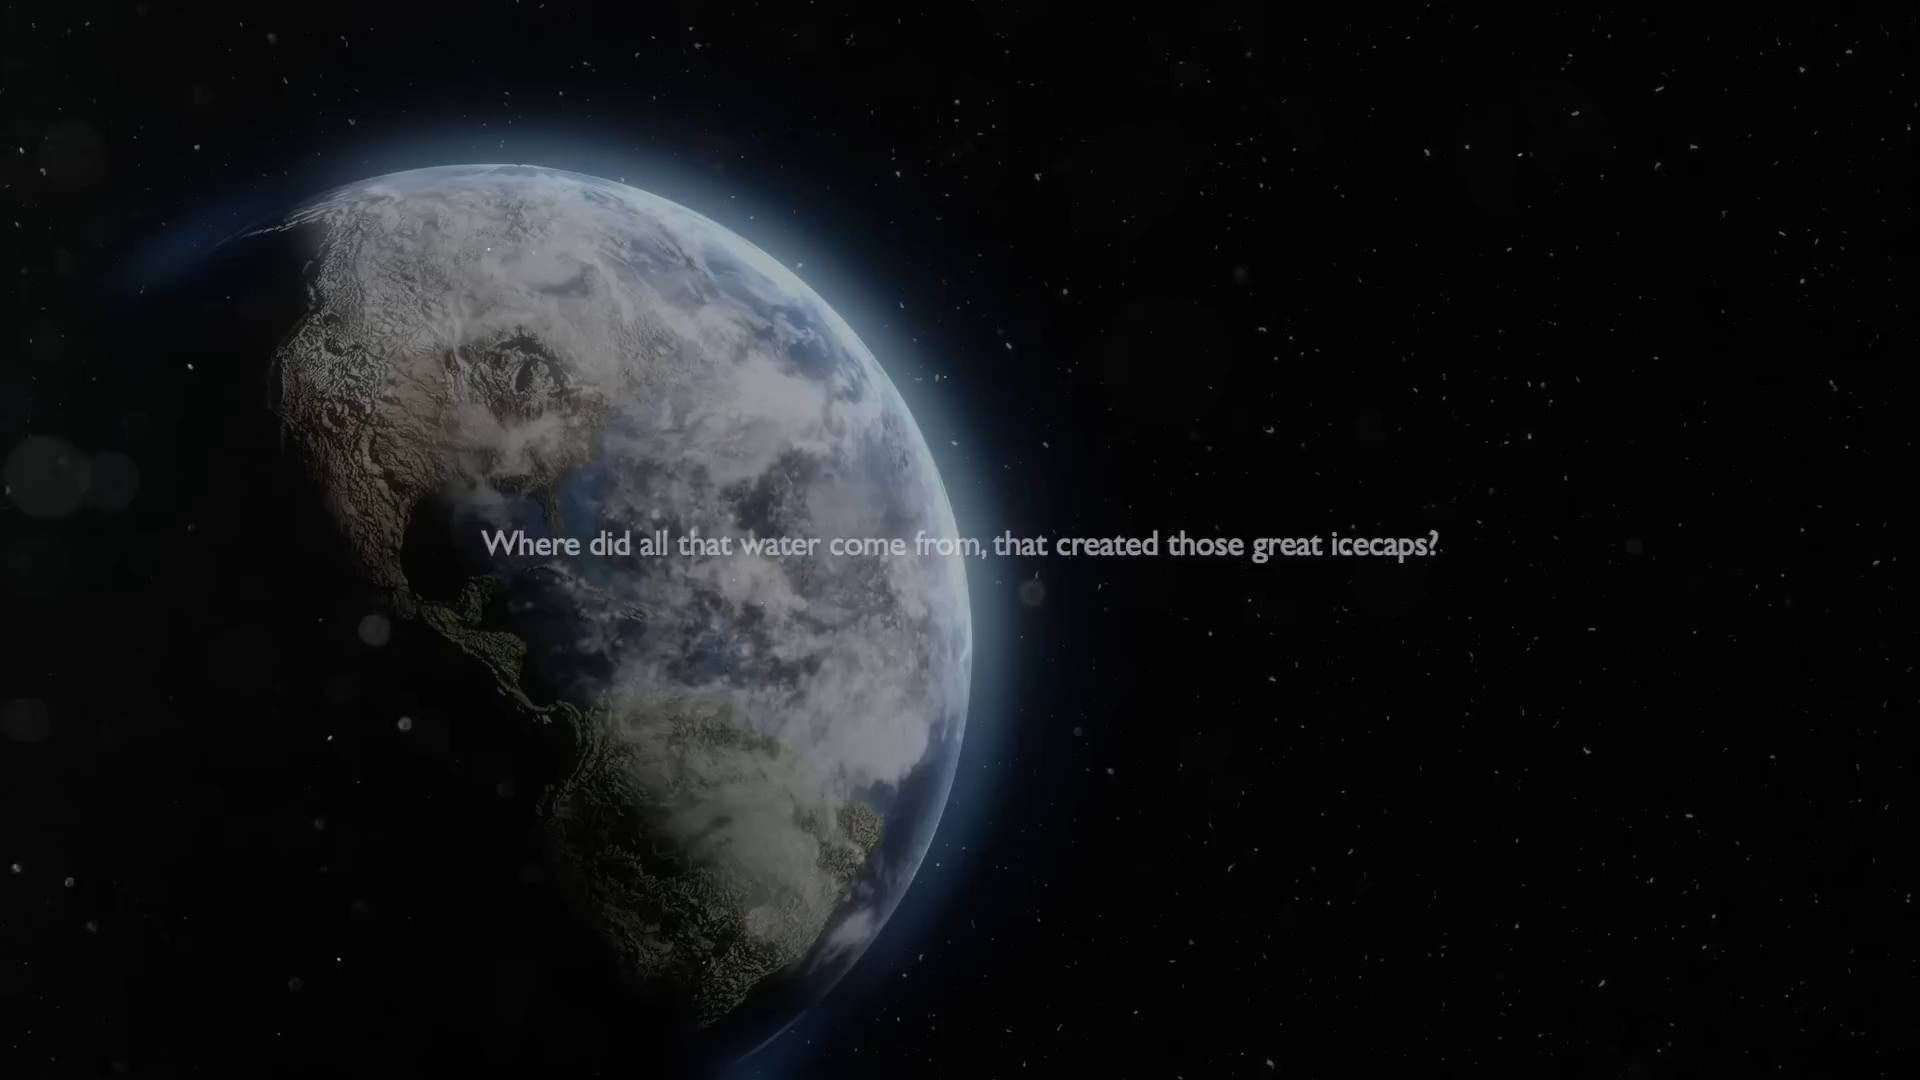 Where did all that water come from, that created those great icecaps?